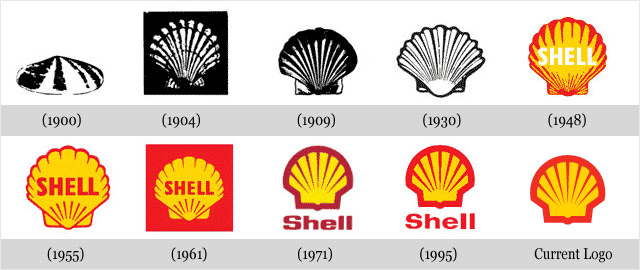 (1900)
(1904)
(1909)
(1930)
SHELL
(1948)
SHELL
(1955)
SHELL
(1961)
Shell
(1971)
Shell
(1995)
Current Logo